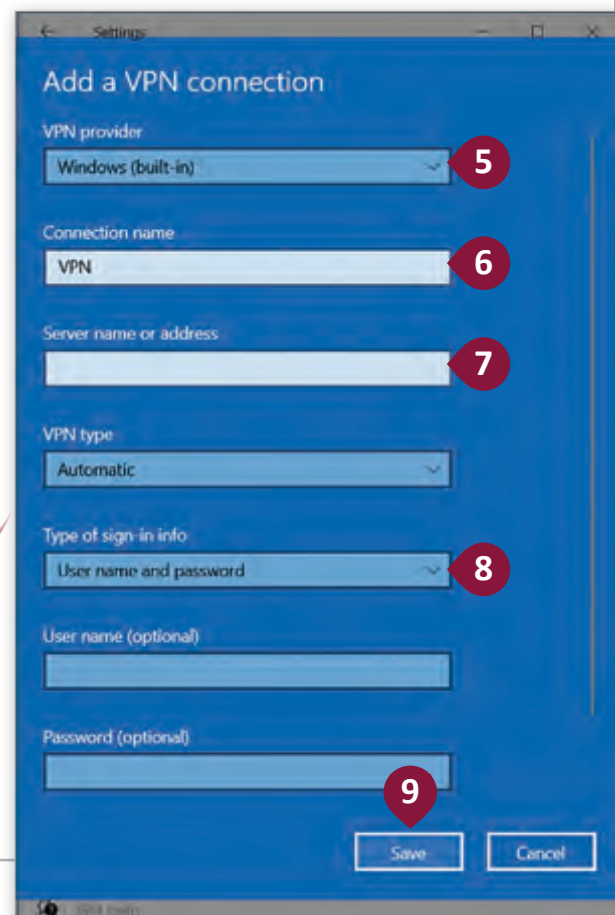 Settings
Add a VPN connection
VPN provider
Windows (built-in)
5
Connection name
VPN
6
Server name or address
7
VPN type
Automatic
Type of sign-in info
User name and password
8
User name (optional)
Password (optional)
9
Save
Cancel
Get help